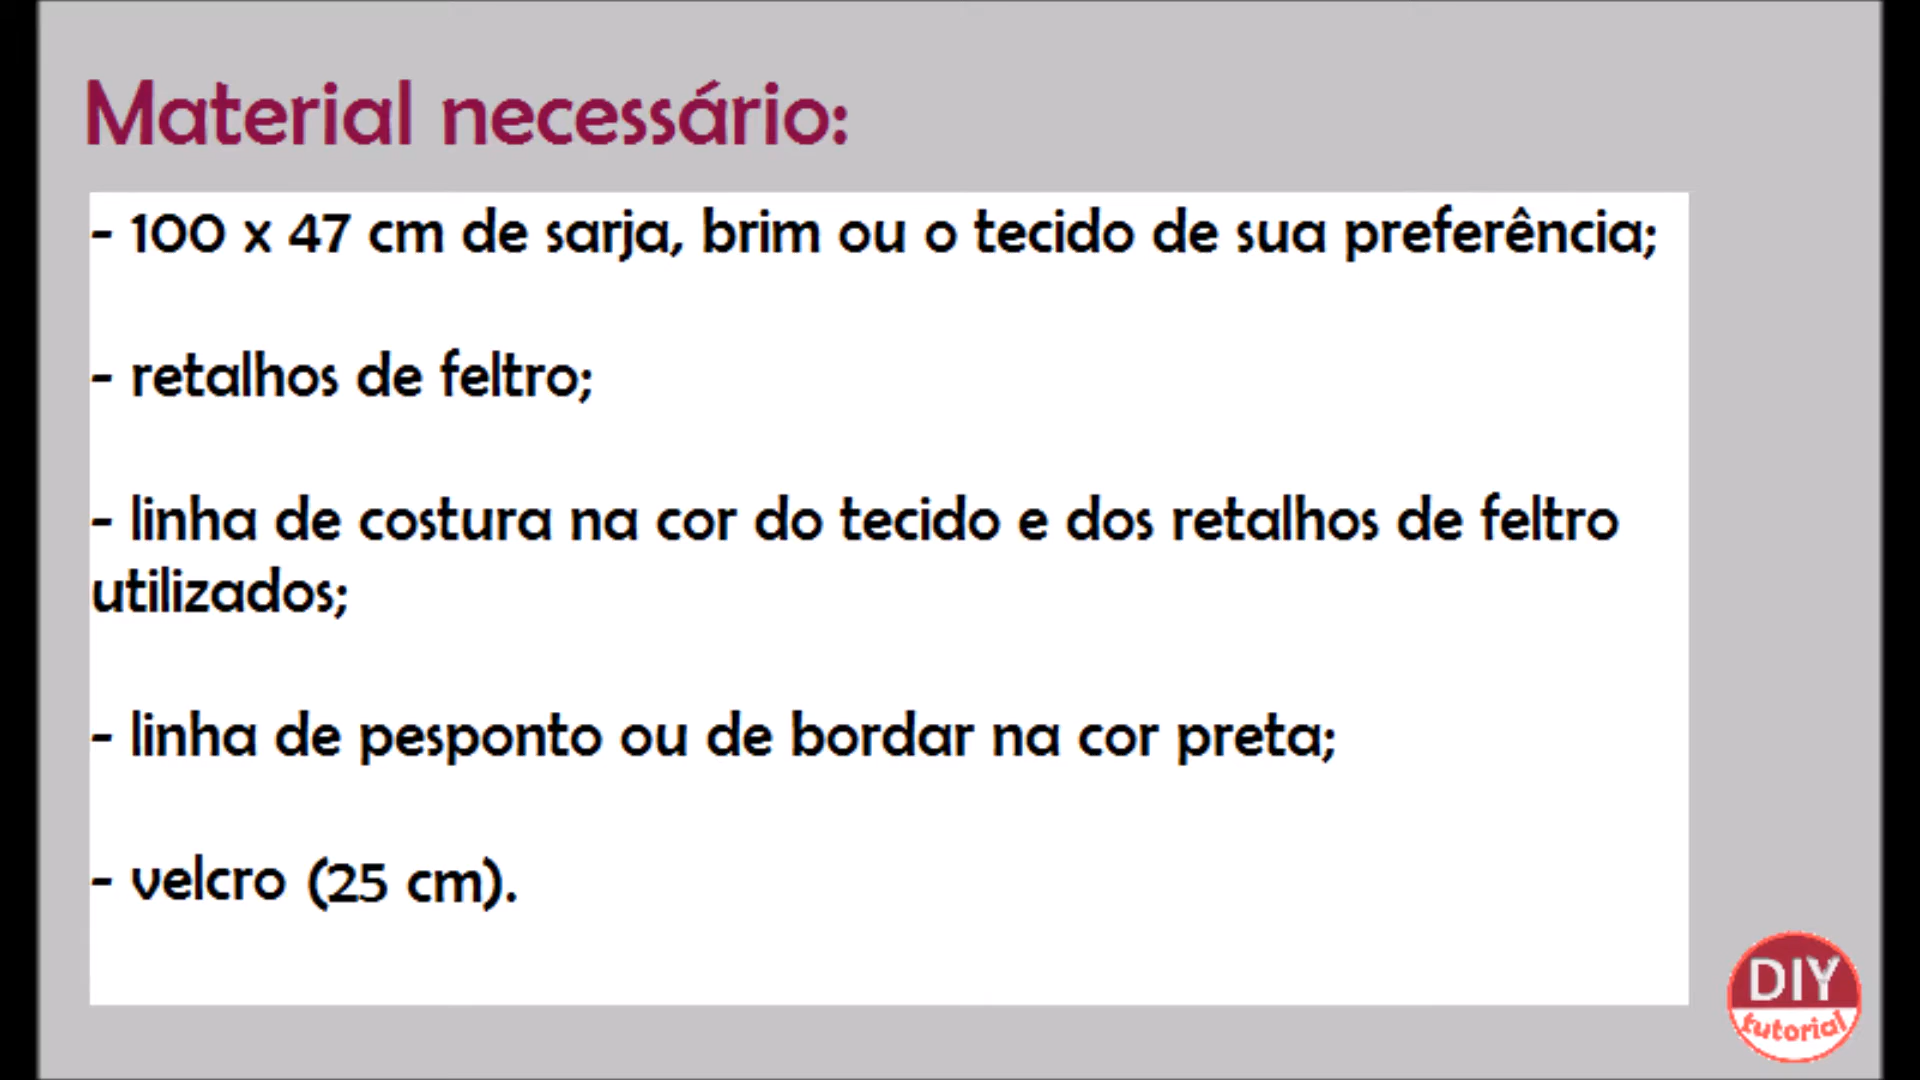 Material necessário:
- 100 x 47 cm de sarja, brim ou o tecido de sua preferência;
- retalhos de feltro;
- linha de costura na cor do tecido e dos retalhos de feltro
utilizados;
- linha de pesponto ou de bordar na cor preta;
- velcro (25 cm).
DIY
tutorial